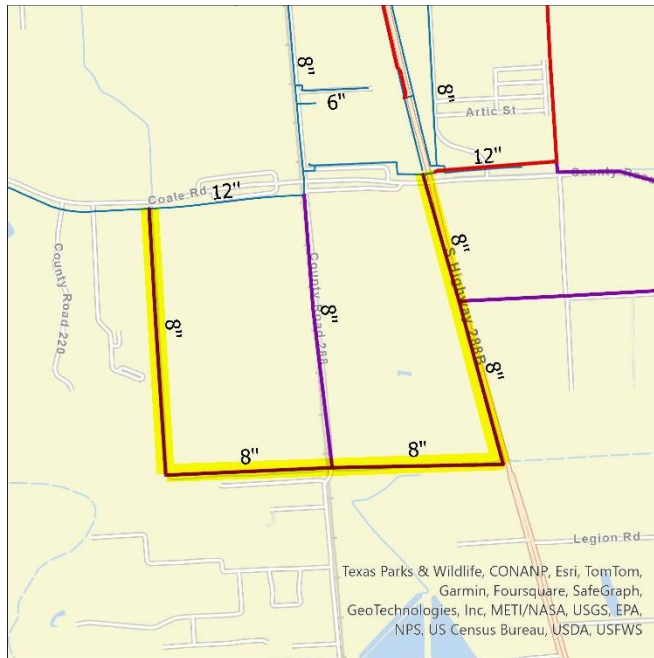 8"
8"
6"
Artic St
12"
Coale Rd
12"
County Road
County Road 220
County Road 288
8"
S Highway 288B
8"
8"
8"
8"
8"
Legion Rd
Texas Parks & Wildlife, CONANP, Esri, TomTom,
Garmin, Foursquare, SafeGraph,
GeoTechnologies, Inc, METI/NASA, USGS, EPA,
NPS, US Census Bureau, USDA, USFWS